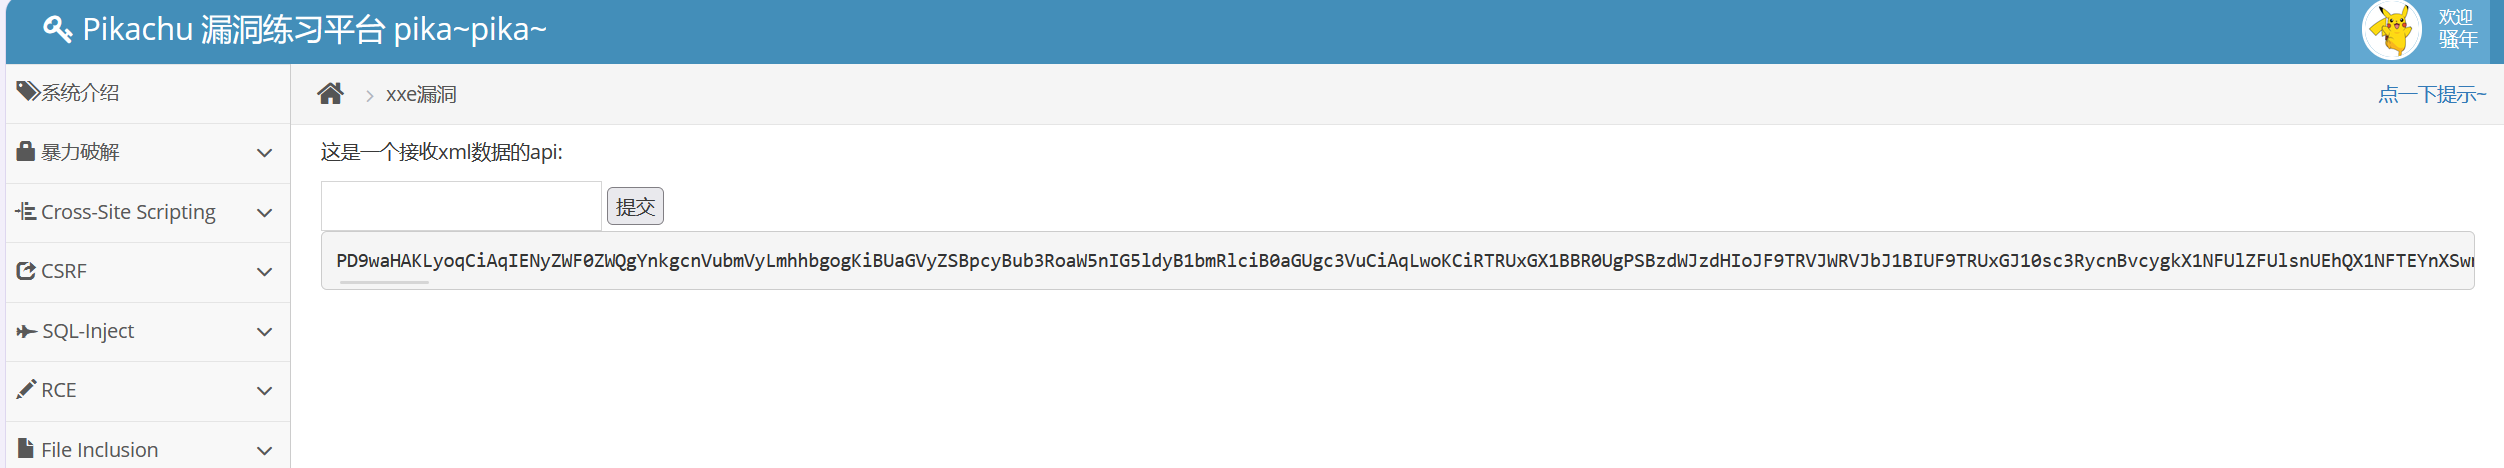 Pikachu 漏洞练习平台 pika~pika~
欢迎
骚年
系统介绍
xxe漏洞
点一下提示~
暴力破解
这是一个接收xml数据的api:
Cross-Site Scripting
提交
CSRF
PD9waHAKLyoqCiAqIENyZWF0ZWQgYnkgcnVubmVyLmhhbgogKiBUaGVyZSBpcyBub3RoaW5nIG5ldyB1bmRlciB0aGUgc3VuCiAqLwoKCiRTRUxGX1BBR0UgPSBzdWJzdHIoJF9TRVJWRVJbJ1BIUF9TRUxGJ10sc3RycnBvcygkX1NFUlZFUlsnUEhQX1NFTEYnXSwn
SQL-Inject
RCE
File Inclusion